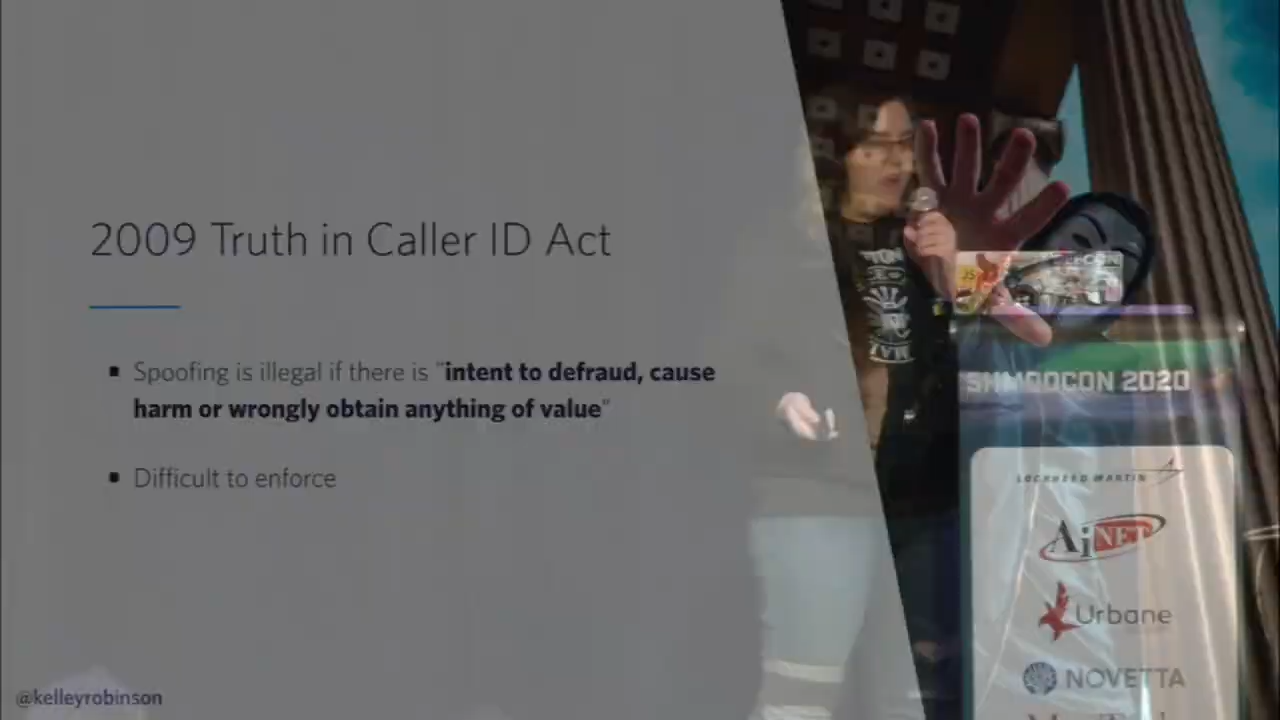 2009 Truth in Caller ID Act
Spoofing is illegal if there is "intent to defraud, cause
harm or wrongly obtain anything of value"
Difficult to enforce
@kelleyrobinson
JS
SHMOOCON 2020
LOCKHEED MARTIN
AiNET
Urbane
NOVETTA